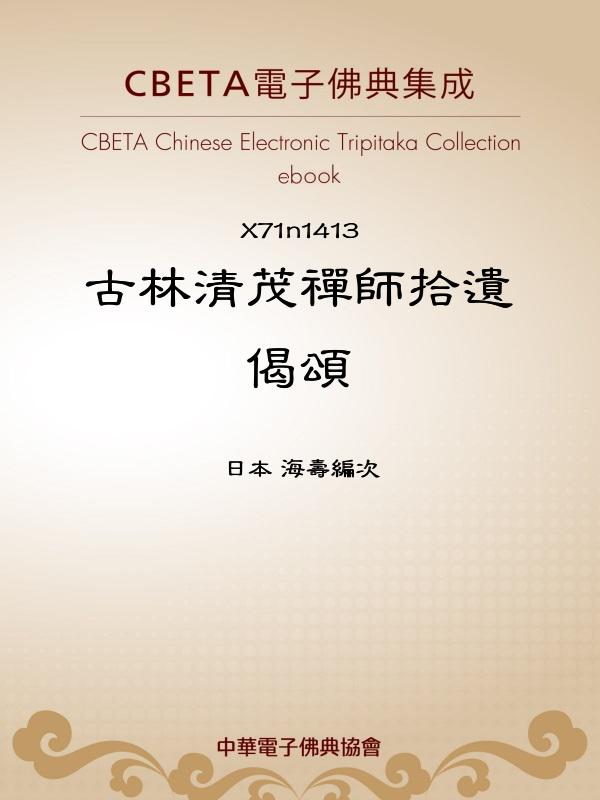 CBETA電子佛典集成
CBETA Chinese Electronic Tripitaka Collection
ebook
X71n1413
古林清茂禪師拾遺
偈頌
日本 海壽編次
中華電子佛典協會